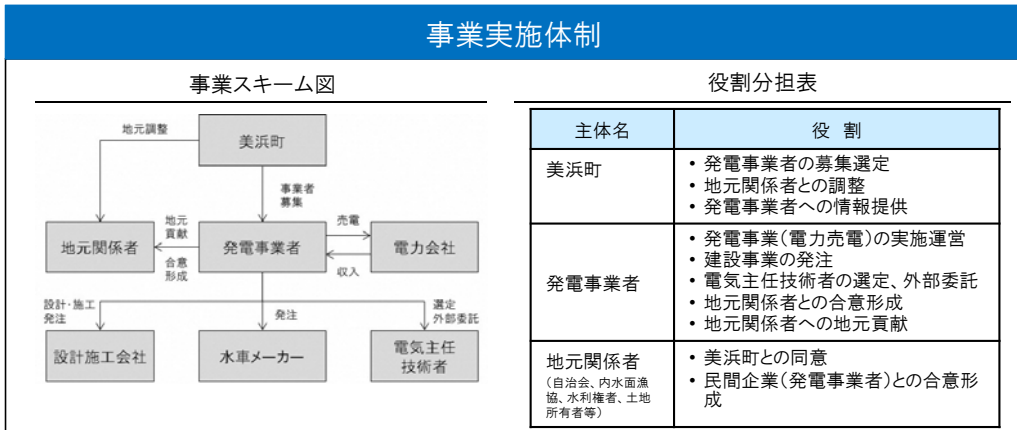 事業実施体制
事業スキーム図
地元調整
美浜町
事業者
募集
地元関係者
地元
貢献
合意
形成
発電事業者
売電
収入
電力会社
設計・施工
発注
発注
選定
外部委託
設計施工会社
水車メーカー
電気主任
技術者
役割分担表
主体名
役 割
美浜町
• 発電事業者の募集選定
• 地元関係者との調整
• 発電事業者への情報提供
発電事業者
• 発電事業(電力売電)の実施運営
• 建設事業の発注
• 電気主任技術者の選定、外部委託
• 地元関係者との合意形成
• 地元関係者への地元貢献
地元関係者
(自治会、内水面漁
協、水利権者、土地
所有者等)
• 美浜町との同意
• 民間企業(発電事業者)との合意形
成